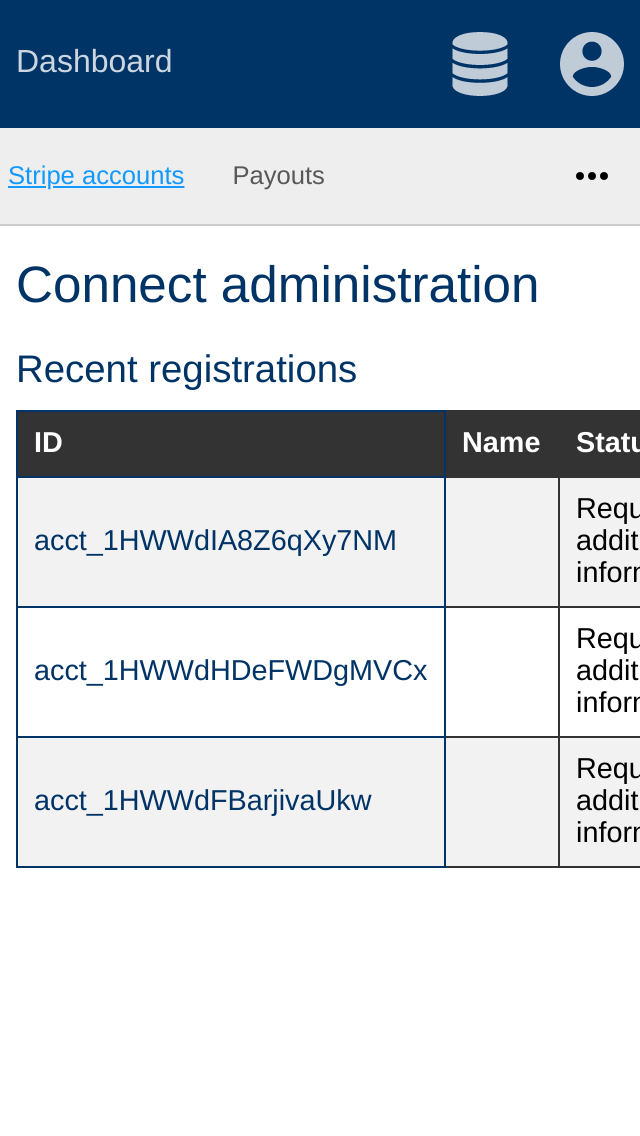 Dashboard
Stripe accounts Payouts
Connect administration
Recent registrations
ID Name Statu
acct_1HWWdIA8Z6qXy7NM
Requ
addit
inforr
acct_1HWWdHDeFWDgMVCx
Requ
addit
inforr
acct_1HWWdFBarjivaUkw
Requ
addit
inforr